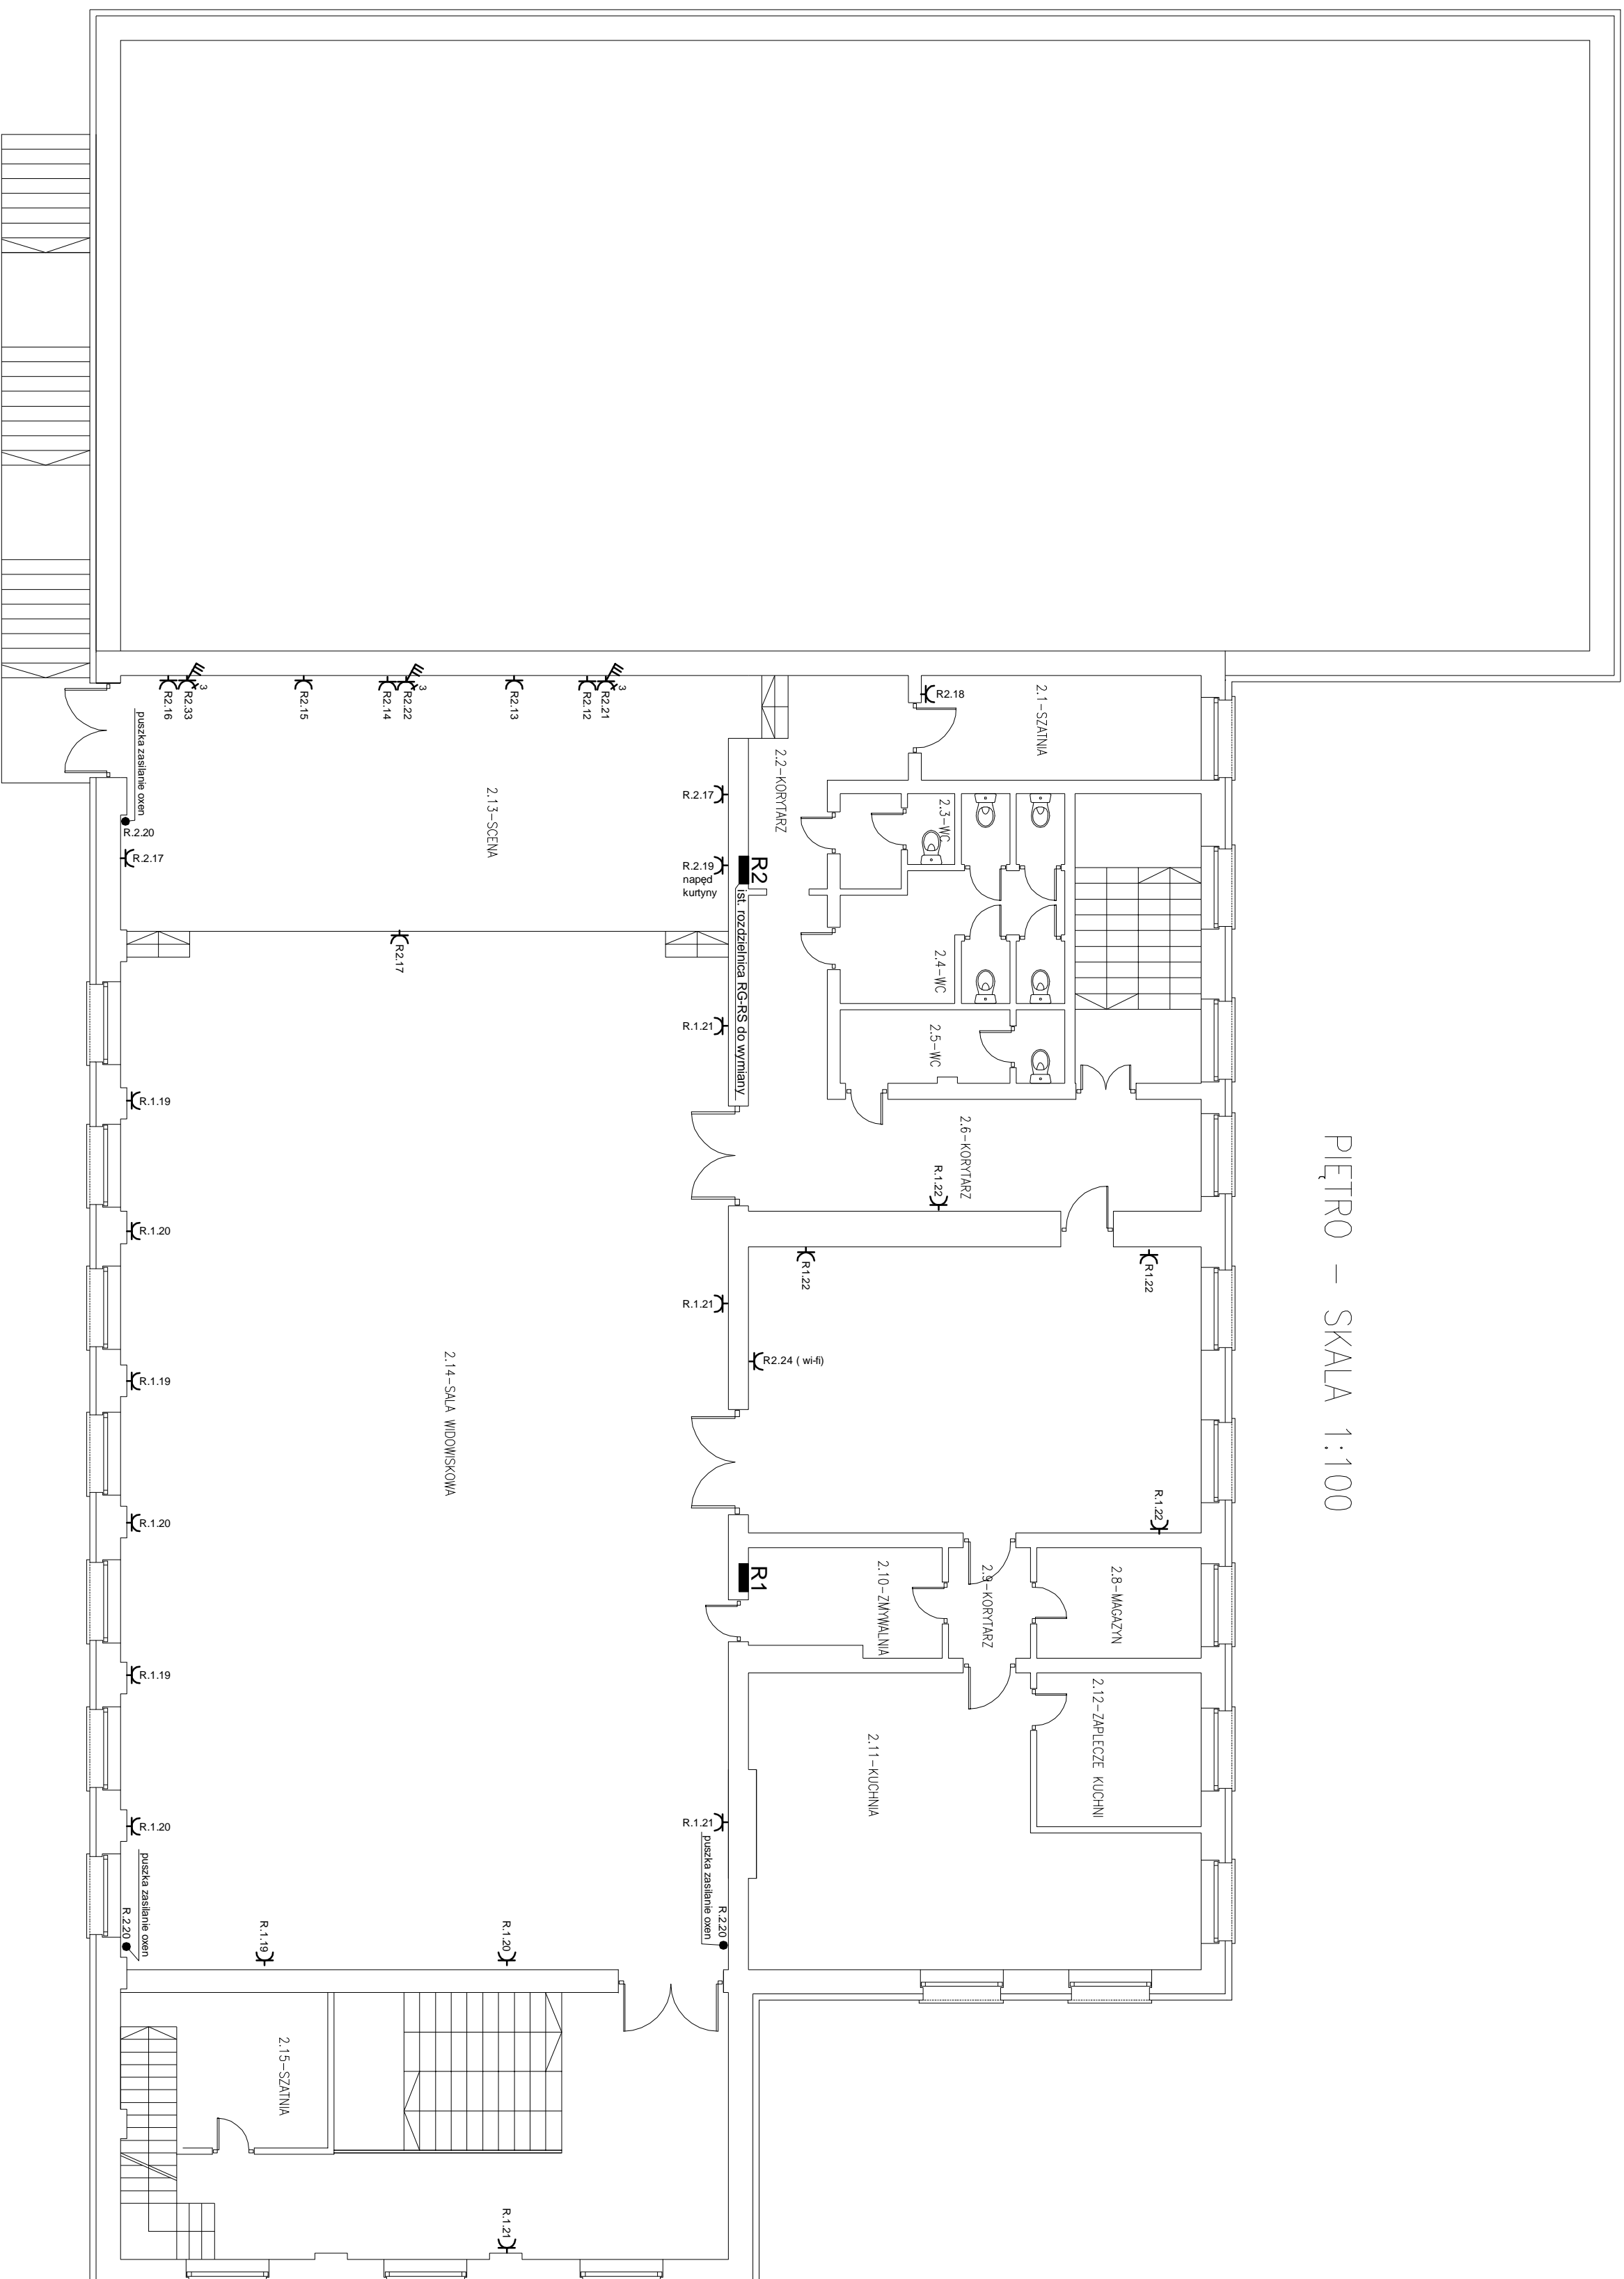 PIĘTRO - SKALA 1:100
2.1-SZATNIA
R2.18
2.2-KORYTARZ
2.3-WC
2.4-WC
2.5-WC
2.6-KORYTARZ
R.1.22
R1.22
R1.22
R.1.22
R2.24 ( wi-fi)
2.8-MAGAZYN
2.9-KORYTARZ
2.10-ZMYWALNIA
2.12-ZAPLECZE KUCHNI
2.11-KUCHNIA
R1
R2
ist. rozdzielnica RG-RS do wymiany
R2.21
3
R2.12
R2.13
R2.22
3
R2.14
R2.15
R2.33
3
R2.16
puszka zasilanie oxen
R.2.20
R.2.17
2.13-SCENA
R.2.17
R.2.19
napęd
kurtyny
R2.17
R.1.21
R.1.21
R.1.21
puszka zasilanie oxen
R.2.20
2.14-SALA WIDOWISKOWA
R.1.19
R.1.20
R.1.19
R.1.20
R.1.19
R.1.20
puszka zasilanie oxen
R.2.20
R.1.19
R.1.20
2.15-SZATNIA
R.1.21